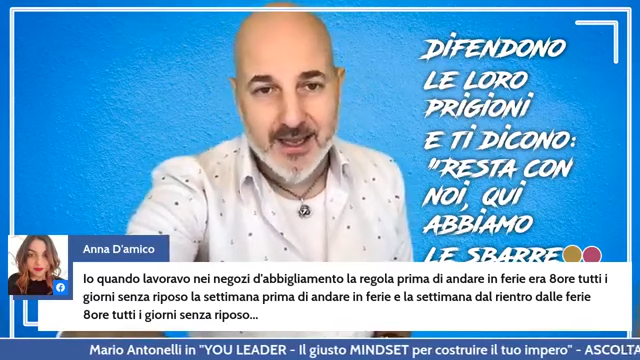 DIFENDONO
LE LORO
PRIGIONI
E TI DICONO:
"RESTA CON
NOI, QUI
ABBIAMO
LE SBARRE
Anna D'amico
Io quando lavoravo nei negozi d'abbigliamento la regola prima di andare in ferie era 8ore tutti i
giorni senza riposo la settimana prima di andare in ferie e la settimana dal rientro dalle ferie
8ore tutti i giorni senza riposo...
Mario Antonelli in "YOU LEADER - Il giusto MINDSET per costruire il tuo impero" - ASCOLTA